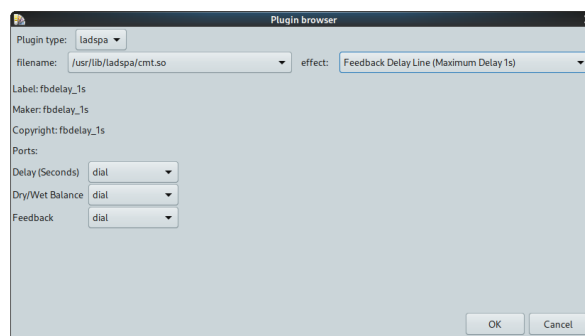 Plugin browser
Plugin type: ladspa
filename: /usr/lib/ladspa/cmt.so effect: Feedback Delay Line (Maximum Delay 1s)
Label: fbdelay_1s
Maker: fbdelay_1s
Copyright: fbdelay_1s
Ports:
Delay (Seconds) dial
Dry/Wet Balance dial
Feedback dial
OK Cancel